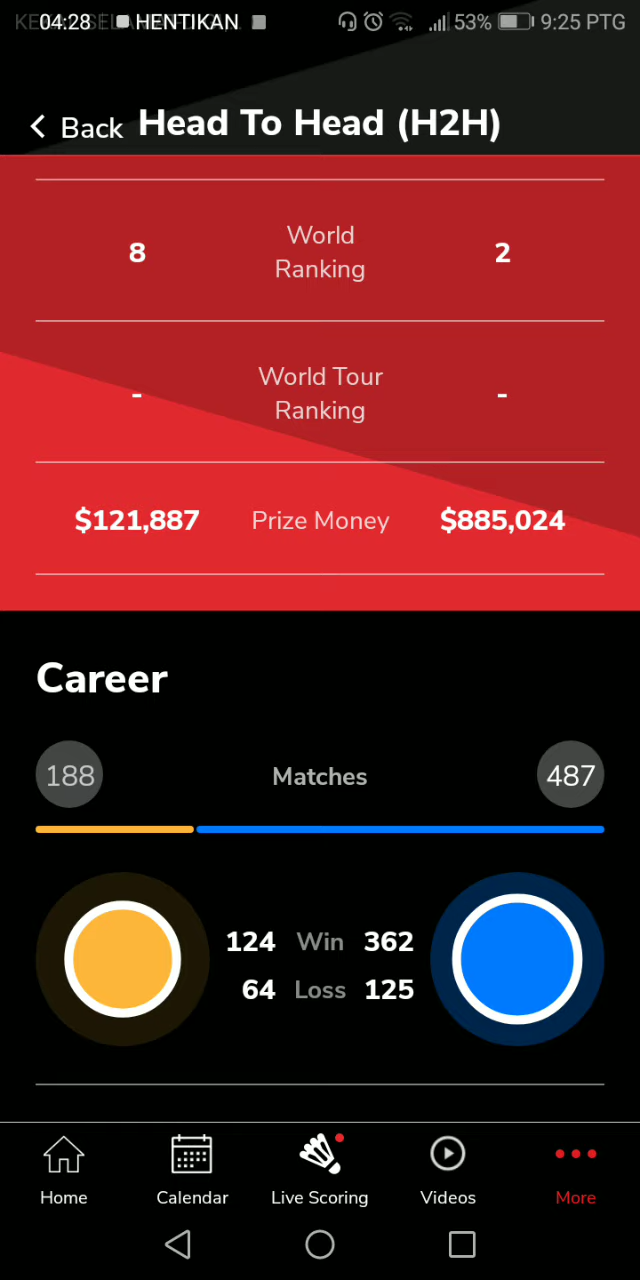 04:28 HENTIKAN 53% 9:25 PTG
Back Head To Head (H2H)
8 World Ranking 2
- World Tour Ranking -
$121,887 Prize Money $885,024
Career
188 Matches 487
124 Win 362
64 Loss 125
Home Calendar Live Scoring Videos More